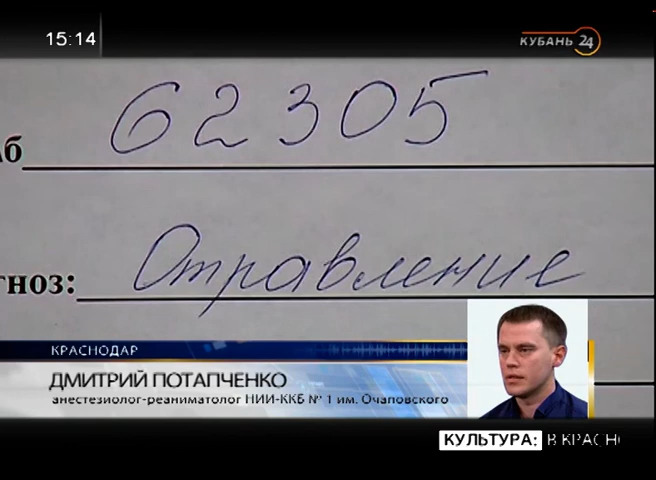 15:14
КУБАНЬ 24
62305
Отравление
гноз:
КРАСНОДАР
ДМИТРИЙ ПОТАПЧЕНКО
анестезиолог-реаниматолог НИИ-ККБ № 1 им. Очаповского
КУЛЬТУРА: В КРАСНО